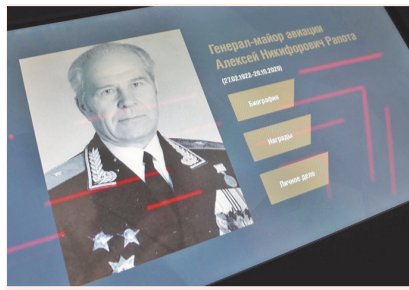 Генерал-майор авиации
Алексей Никифорович Рапота
(27.02.1922-20.10.2020)
Биография
Награды
Личное дело